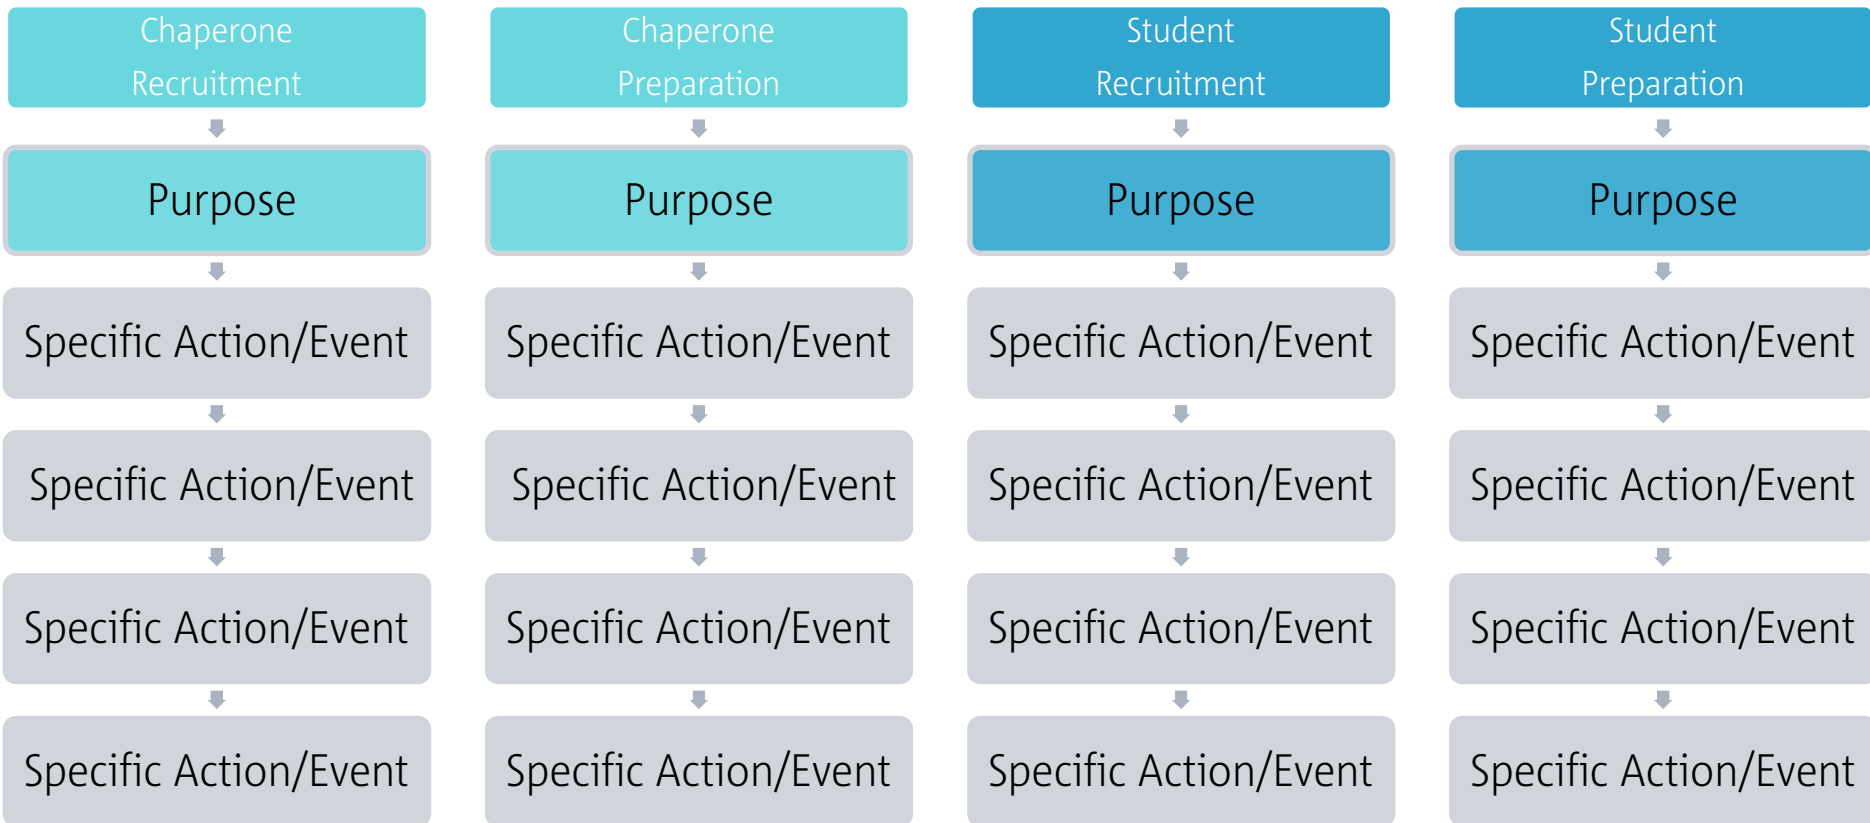 Chaperone
Recruitment
Purpose
Specific Action/Event
Specific Action/Event
Specific Action/Event
Specific Action/Event
Chaperone
Preparation
Purpose
Specific Action/Event
Specific Action/Event
Specific Action/Event
Specific Action/Event
Student
Recruitment
Purpose
Specific Action/Event
Specific Action/Event
Specific Action/Event
Specific Action/Event
Student
Preparation
Purpose
Specific Action/Event
Specific Action/Event
Specific Action/Event
Specific Action/Event